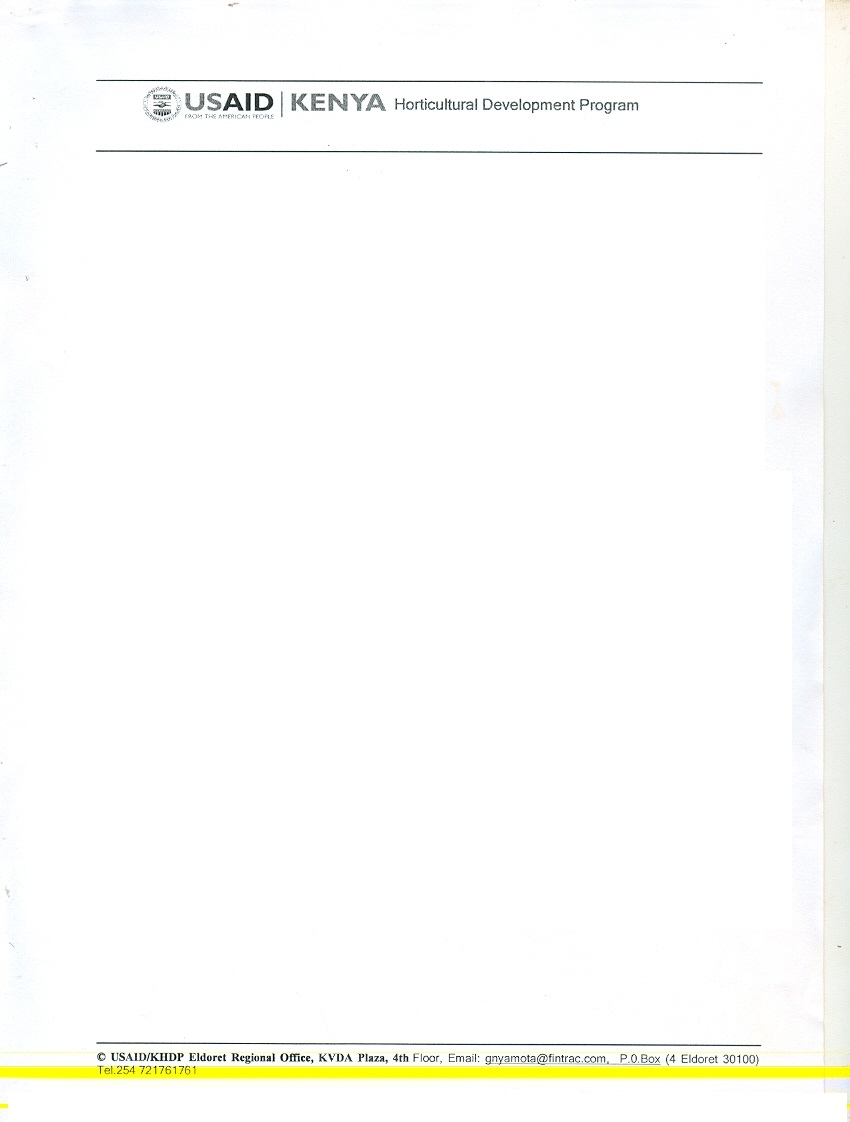 USAID | KENYA Horticultural Development Program
FROM THE AMERICAN PEOPLE
© USAID/KHDP Eldoret Regional Office, KVDA Plaza, 4th Floor, Email: gnyamota@fintrac.com, P.0.Box (4 Eldoret 30100)
Tel.254 721761761